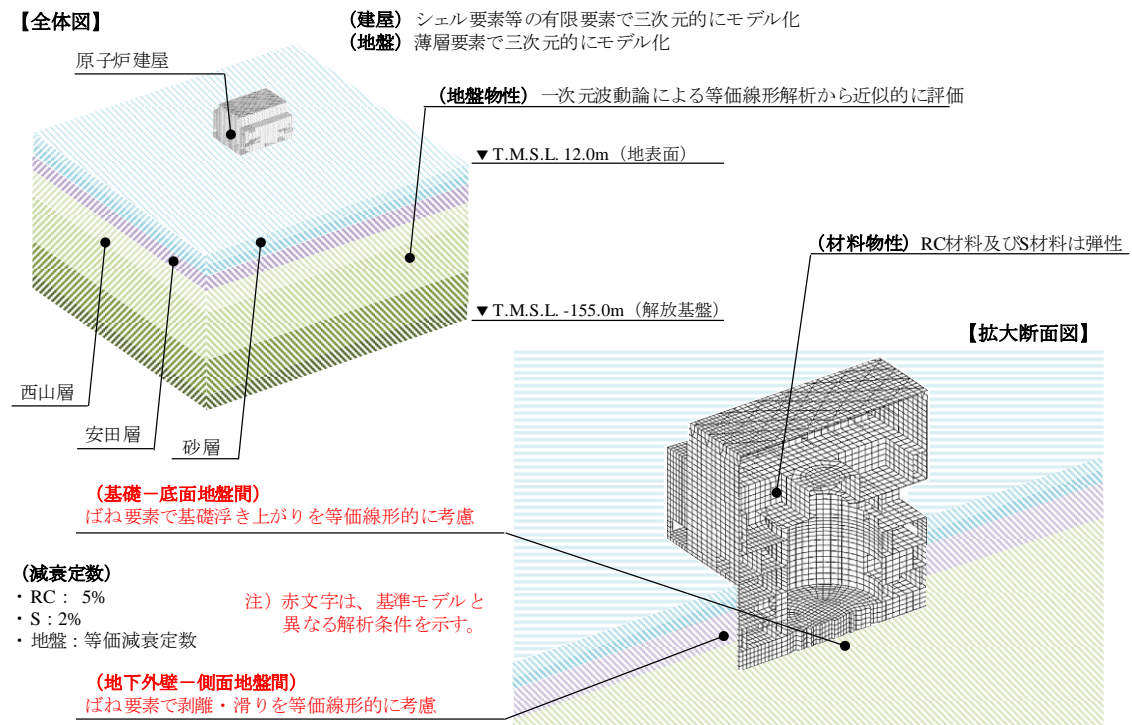 【全体図】
(建屋) シェル要素等の有限要素で三次元的にモデル化
(地盤) 薄層要素で三次元的にモデル化
原子炉建屋
(地盤物性) 一次元波動論による等価線形解析から近似的に評価
▼T.M.S.L. 12.0m（地表面）
(材料物性) RC材料及びS材料は弾性
▼T.M.S.L. -155.0m（解放基盤）
【拡大断面図】
西山層
安田層
砂層
(基礎－底面地盤間)
ばね要素で基礎浮き上がりを等価線形的に考慮
(減衰定数)
・RC： 5%
・S：2%
・地盤：等価減衰定数
注）赤文字は、基準モデルと
異なる解析条件を示す。
(地下外壁－側面地盤間)
ばね要素で剥離・滑りを等価線形的に考慮